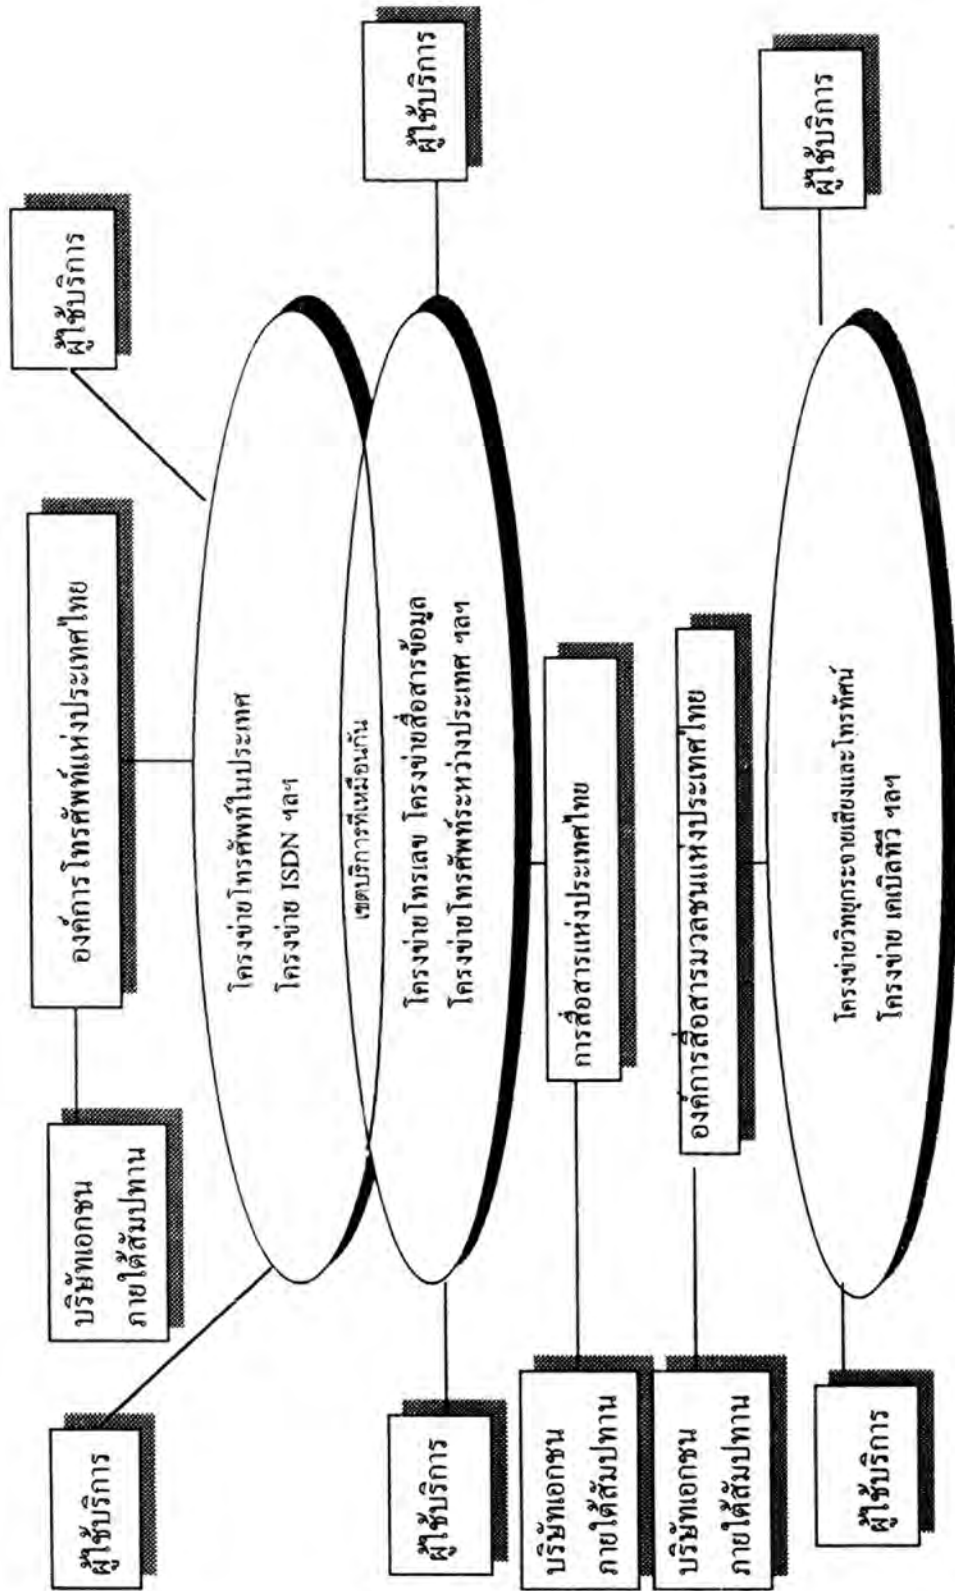 ผู้ใช้บริการ
บริษัทเอกชน
ภายใต้สัมปทาน
องค์การโทรศัพท์แห่งประเทศไทย
ผู้ใช้บริการ
โครงข่ายโทรศัพท์ในประเทศ
โครงข่าย ISDN ฯลฯ
เขตบริการที่เหมือนกัน
ผู้ใช้บริการ
โครงข่ายโทรเลข โครงข่ายสื่อสารข้อมูล
โครงข่ายโทรศัพท์ระหว่างประเทศ ฯลฯ
ผู้ใช้บริการ
บริษัทเอกชน
ภายใต้สัมปทาน
การสื่อสารแห่งประเทศไทย
บริษัทเอกชน
ภายใต้สัมปทาน
องค์การสื่อสารมวลชนแห่งประเทศไทย
ผู้ใช้บริการ
โครงข่ายวิทยุกระจายเสียงและโทรทัศน์
โครงข่าย เคเบิลทีวี ฯลฯ
ผู้ใช้บริการ